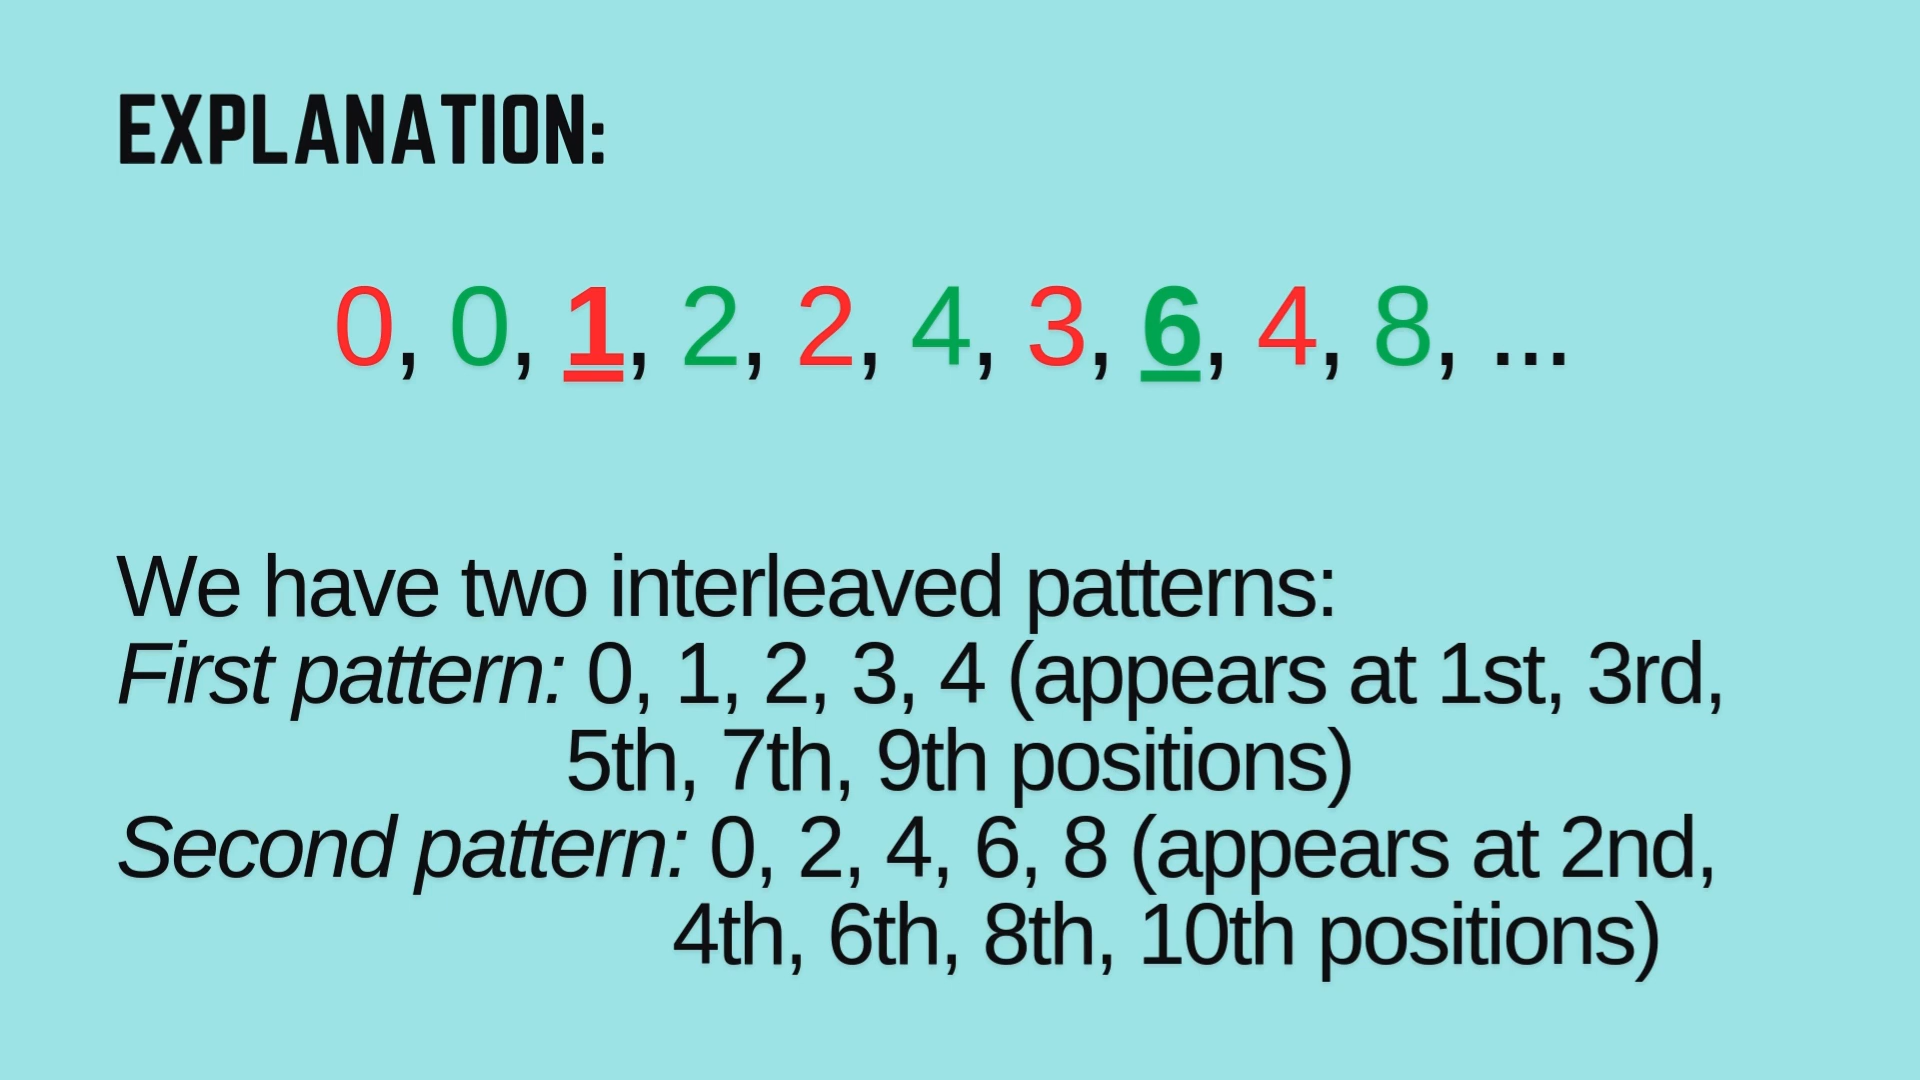 EXPLANATION:
0, 0, 1, 2, 2, 4, 3, 6, 4, 8, ...
We have two interleaved patterns:
First pattern: 0, 1, 2, 3, 4 (appears at 1st, 3rd,
5th, 7th, 9th positions)
Second pattern: 0, 2, 4, 6, 8 (appears at 2nd,
4th, 6th, 8th, 10th positions)